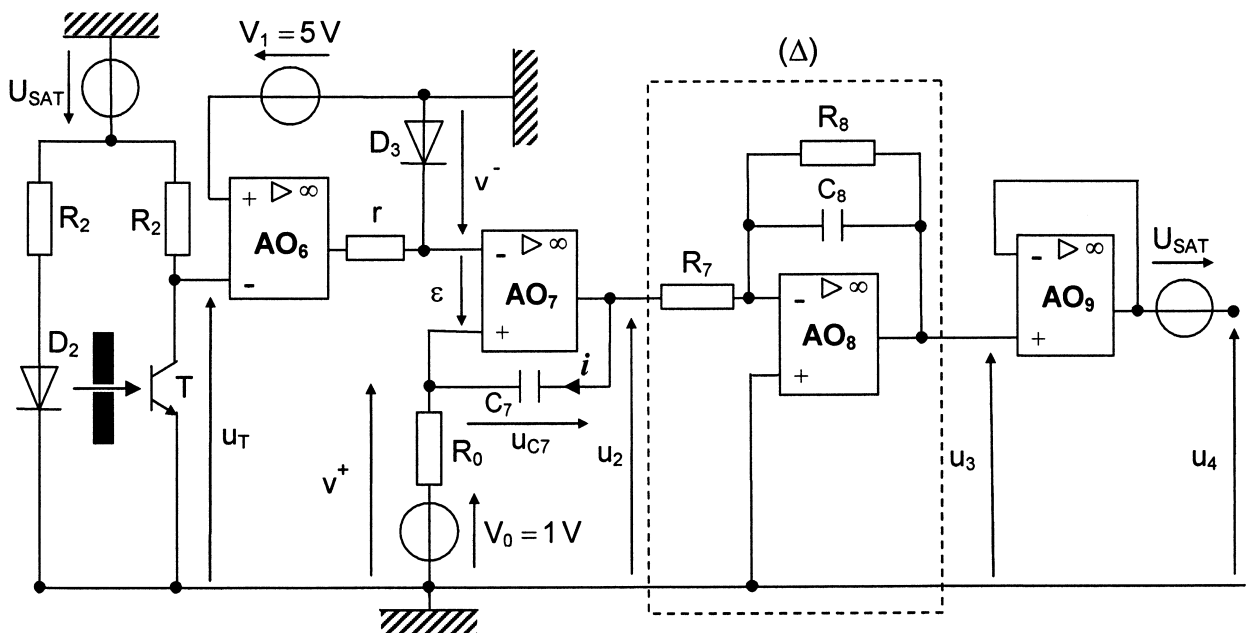 (Δ)
V₁ = 5 V
U_SAT
R₂
R₂
D₂
T
u_T
+
▷ ∞
AO₆
-
r
D₃
v⁻
ε
-
▷ ∞
AO₇
+
i
C₇
u_C7
v⁺
R₀
V₀ = 1 V
u₂
R₇
R₈
C₈
-
▷ ∞
AO₈
+
u₃
-
▷ ∞
AO₉
+
U_SAT
u₄